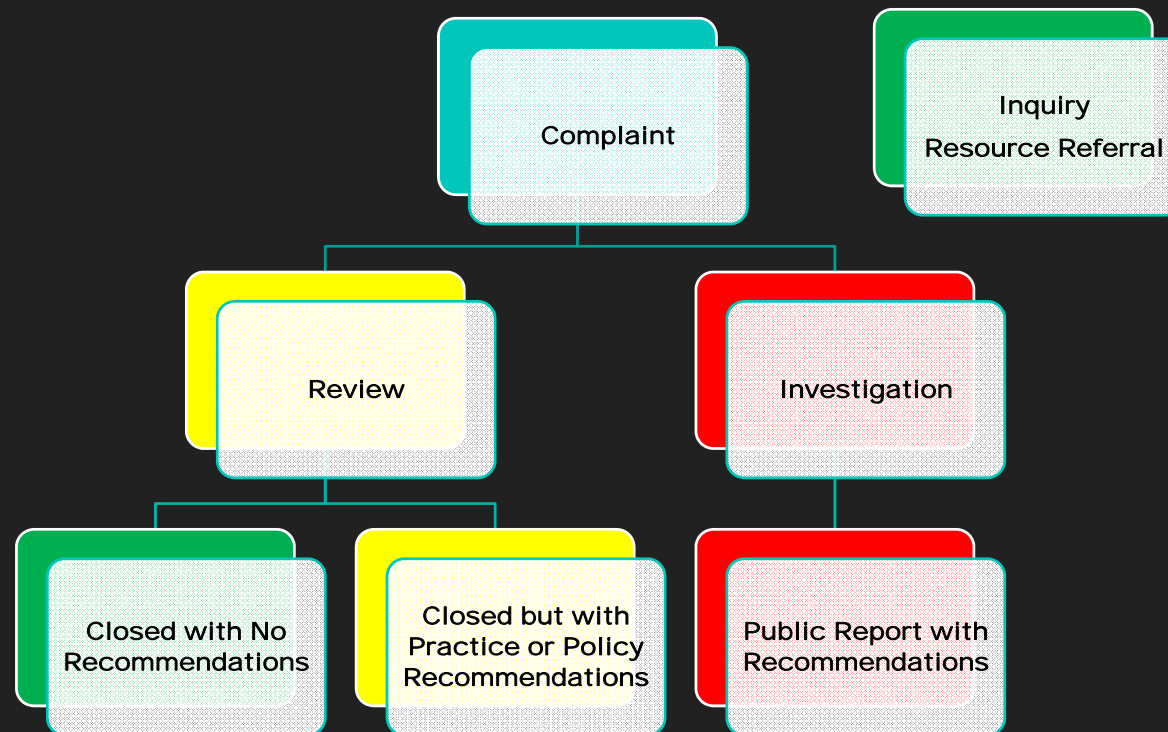 Complaint
Inquiry
Resource Referral
Review
Investigation
Closed with No
Recommendations
Closed but with
Practice or Policy
Recommendations
Public Report with
Recommendations